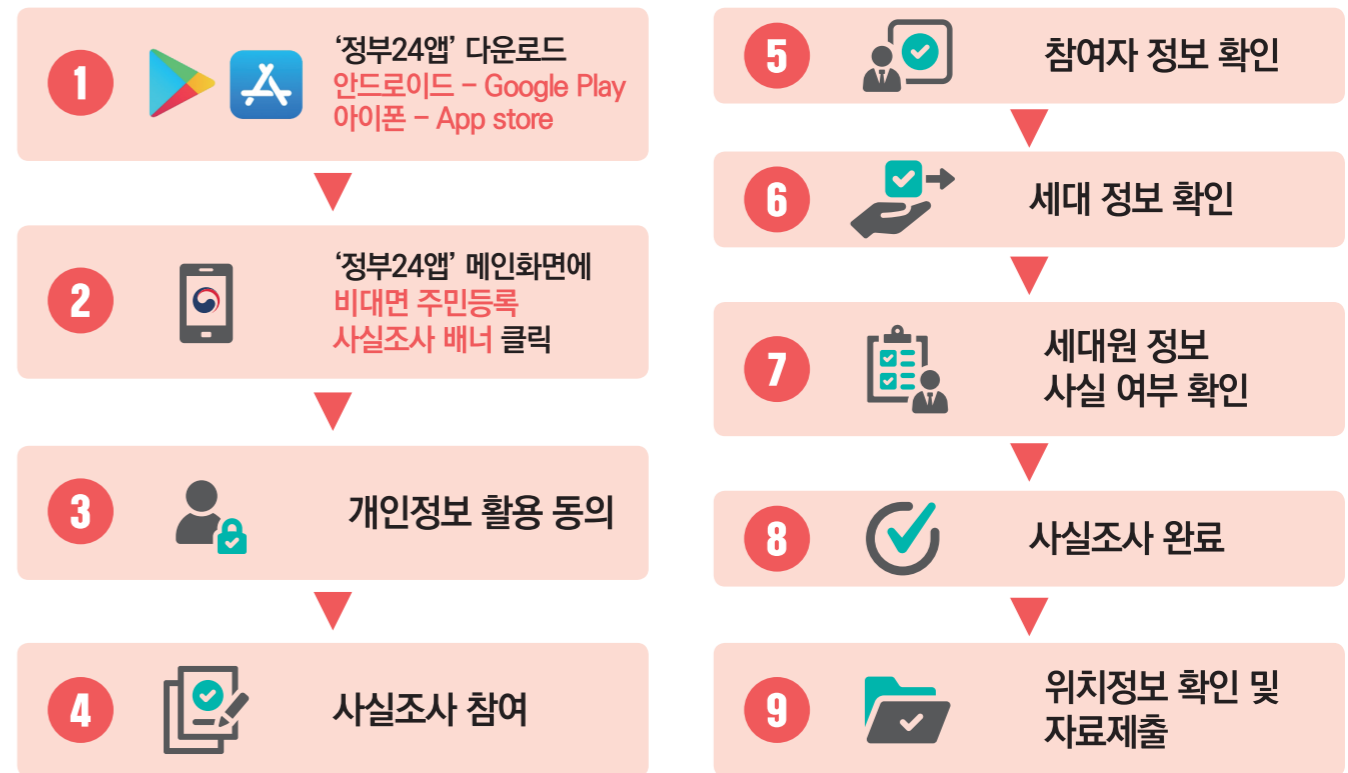 1
‘정부24앱’ 다운로드
안드로이드 – Google Play
아이폰 – App store
2
‘정부24앱’ 메인화면에
비대면 주민등록
사실조사 배너 클릭
3
개인정보 활용 동의
4
사실조사 참여
5
참여자 정보 확인
6
세대 정보 확인
7
세대원 정보
사실 여부 확인
8
사실조사 완료
9
위치정보 확인 및
자료제출